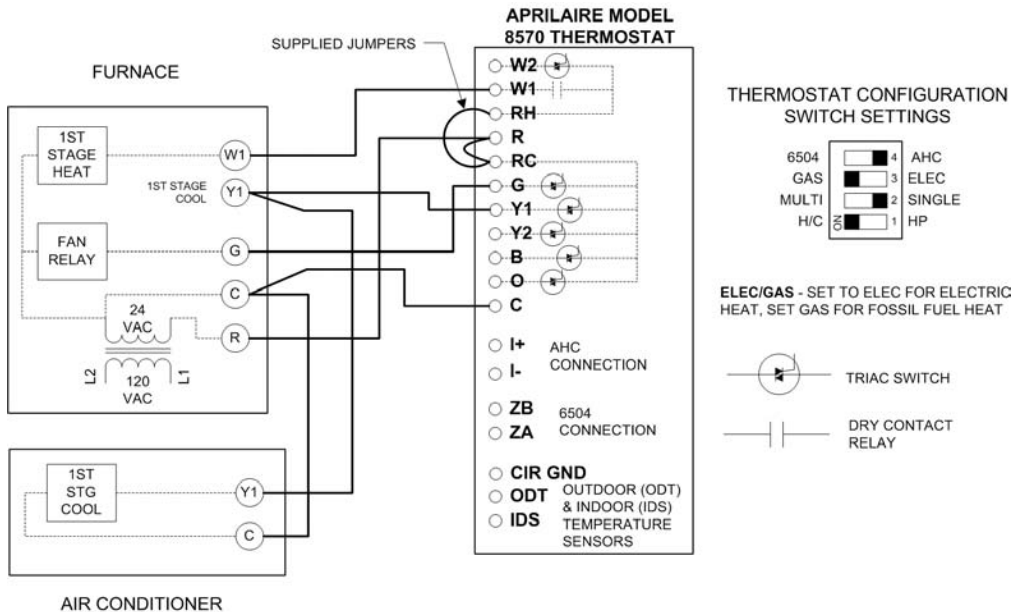 APRILAIRE MODEL
8570 THERMOSTAT
SUPPLIED JUMPERS
FURNACE
1ST
STAGE
HEAT
W1
1ST STAGE
COOL
Y1
FAN
RELAY
G
C
24
VAC
R
L2
120
VAC
L1
1ST
STG
COOL
Y1
C
AIR CONDITIONER
W2
W1
RH
R
RC
G
Y1
Y2
B
O
C
I+
I-
AHC
CONNECTION
ZB
ZA
6504
CONNECTION
CIR GND
ODT
IDS
OUTDOOR (ODT)
& INDOOR (IDS)
TEMPERATURE
SENSORS
THERMOSTAT CONFIGURATION
SWITCH SETTINGS
6504 4 AHC
GAS 3 ELEC
MULTI 2 SINGLE
H/C ON 1 HP
ELEC/GAS - SET TO ELEC FOR ELECTRIC
HEAT, SET GAS FOR FOSSIL FUEL HEAT
TRIAC SWITCH
DRY CONTACT
RELAY